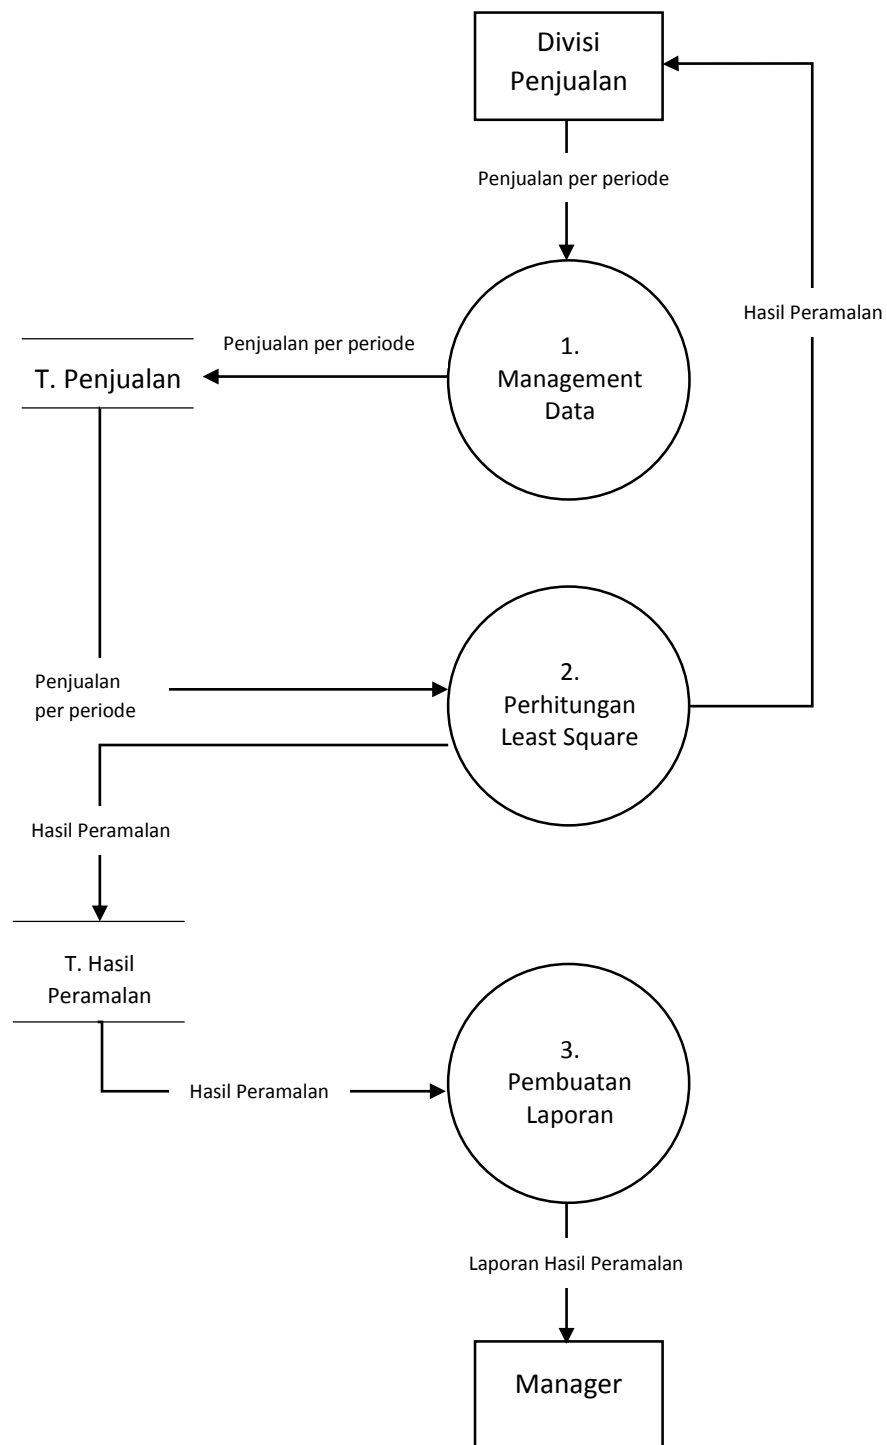 Divisi
Penjualan
Penjualan per periode
Hasil Peramalan
Penjualan per periode
1.
Management
Data
T. Penjualan
2.
Perhitungan
Least Square
Penjualan
per periode
Hasil Peramalan
T. Hasil
Peramalan
3.
Pembuatan
Laporan
Hasil Peramalan
Laporan Hasil Peramalan
Manager